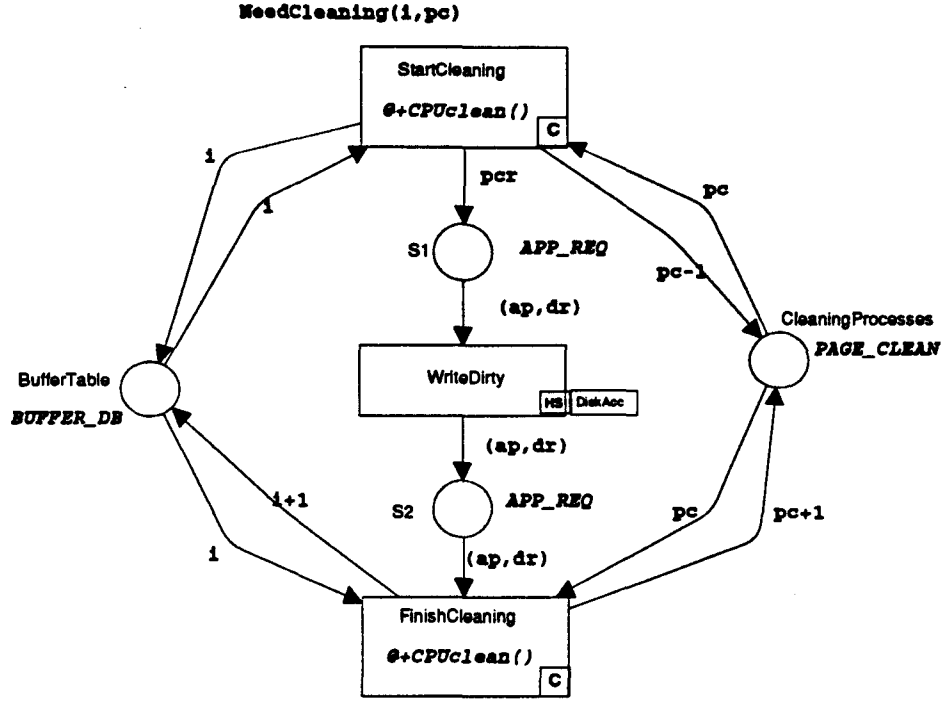 NeedCleaning(i,pc)
StartCleaning
@+CPUclean()
C
i
i
pcr
pc
S1
APP_REQ
pc-1
(ap,dr)
CleaningProcesses
PAGE_CLEAN
BufferTable
BUFFER_DB
WriteDirty
HS
DiskAcc
(ap,dr)
i+1
S2
APP_REQ
pc
pc+1
i
(ap,dr)
FinishCleaning
@+CPUclean()
C